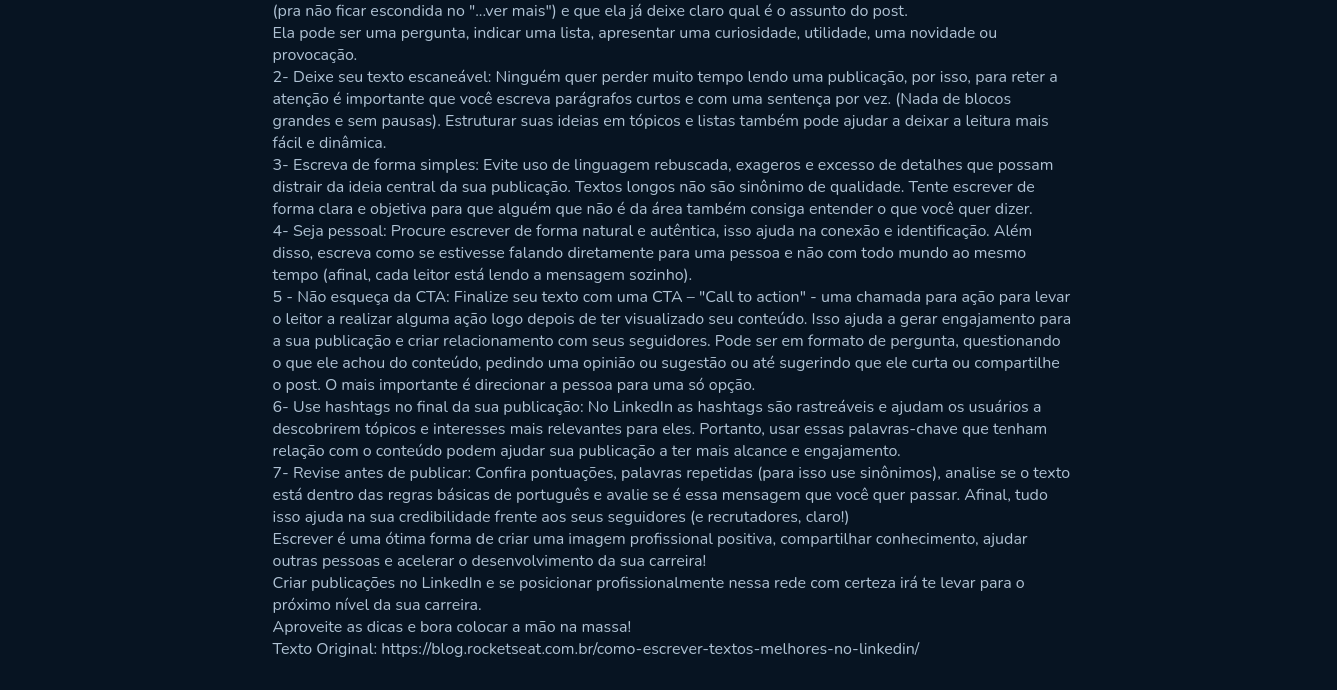 (pra não ficar escondida no "...ver mais") e que ela já deixe claro qual é o assunto do post.
Ela pode ser uma pergunta, indicar uma lista, apresentar uma curiosidade, utilidade, uma novidade ou
provocação.
2- Deixe seu texto escaneável: Ninguém quer perder muito tempo lendo uma publicação, por isso, para reter a
atenção é importante que você escreva parágrafos curtos e com uma sentença por vez. (Nada de blocos
grandes e sem pausas). Estruturar suas ideias em tópicos e listas também pode ajudar a deixar a leitura mais
fácil e dinâmica.
3- Escreva de forma simples: Evite uso de linguagem rebuscada, exageros e excesso de detalhes que possam
distrair da ideia central da sua publicação. Textos longos não são sinônimo de qualidade. Tente escrever de
forma clara e objetiva para que alguém que não é da área também consiga entender o que você quer dizer.
4- Seja pessoal: Procure escrever de forma natural e autêntica, isso ajuda na conexão e identificação. Além
disso, escreva como se estivesse falando diretamente para uma pessoa e não com todo mundo ao mesmo
tempo (afinal, cada leitor está lendo a mensagem sozinho).
5 - Não esqueça da CTA: Finalize seu texto com uma CTA – "Call to action" - uma chamada para ação para levar
o leitor a realizar alguma ação logo depois de ter visualizado seu conteúdo. Isso ajuda a gerar engajamento para
a sua publicação e criar relacionamento com seus seguidores. Pode ser em formato de pergunta, questionando
o que ele achou do conteúdo, pedindo uma opinião ou sugestão ou até sugerindo que ele curta ou compartilhe
o post. O mais importante é direcionar a pessoa para uma só opção.
6- Use hashtags no final da sua publicação: No LinkedIn as hashtags são rastreáveis e ajudam os usuários a
descobrirem tópicos e interesses mais relevantes para eles. Portanto, usar essas palavras-chave que tenham
relação com o conteúdo podem ajudar sua publicação a ter mais alcance e engajamento.
7- Revise antes de publicar: Confira pontuações, palavras repetidas (para isso use sinônimos), analise se o texto
está dentro das regras básicas de português e avalie se é essa mensagem que você quer passar. Afinal, tudo
isso ajuda na sua credibilidade frente aos seus seguidores (e recrutadores, claro!)
Escrever é uma ótima forma de criar uma imagem profissional positiva, compartilhar conhecimento, ajudar
outras pessoas e acelerar o desenvolvimento da sua carreira!
Criar publicações no LinkedIn e se posicionar profissionalmente nessa rede com certeza irá te levar para o
próximo nível da sua carreira.
Aproveite as dicas e bora colocar a mão na massa!
Texto Original: https://blog.rocketseat.com.br/como-escrever-textos-melhores-no-linkedin/